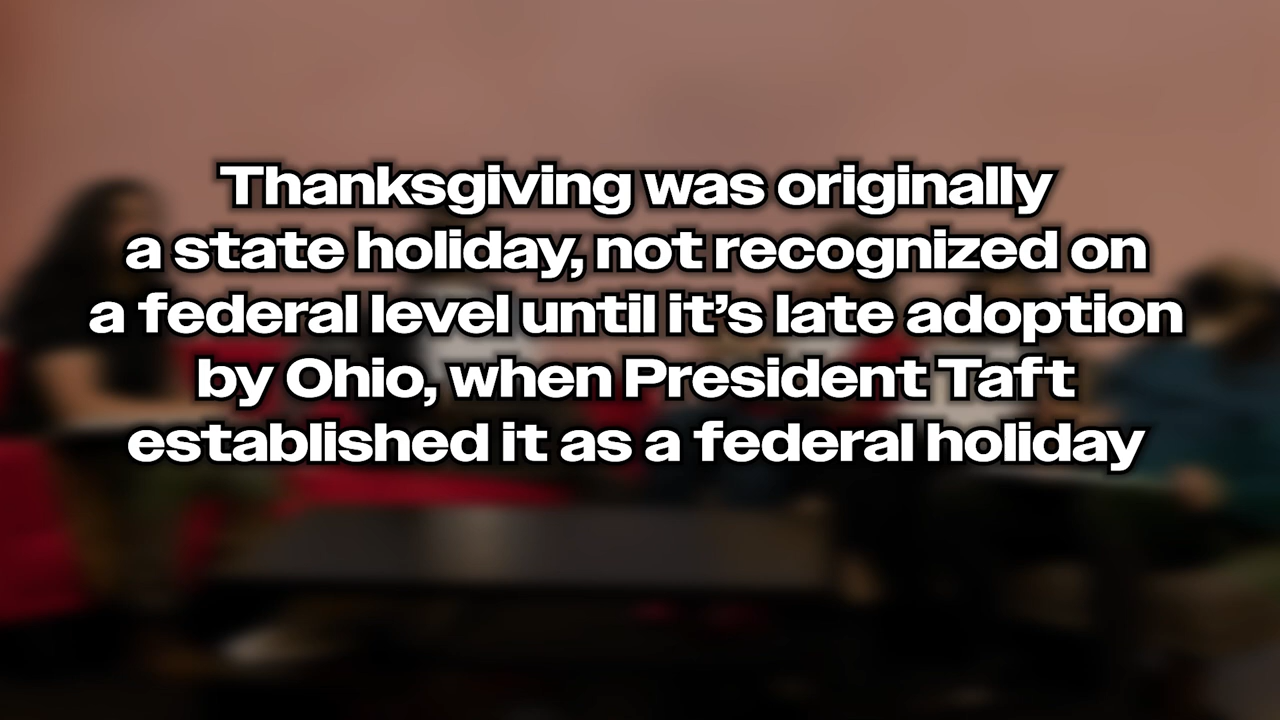 Thanksgiving was originally
a state holiday, not recognized on
a federal level until it’s late adoption
by Ohio, when President Taft
established it as a federal holiday